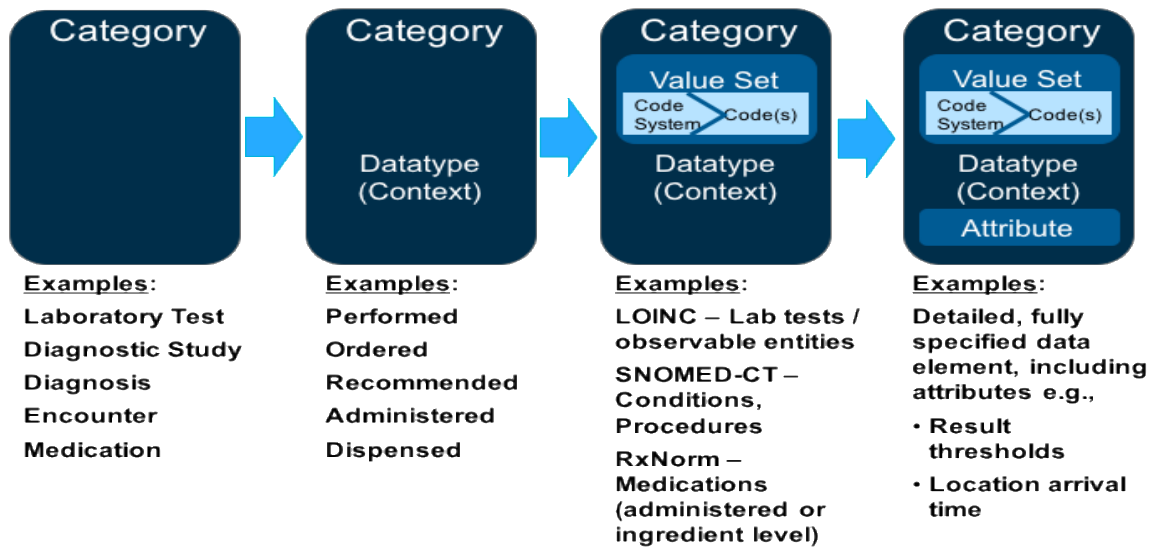 Category
Examples:
Laboratory Test
Diagnostic Study
Diagnosis
Encounter
Medication
Category
Datatype
(Context)
Examples:
Performed
Ordered
Recommended
Administered
Dispensed
Category
Value Set
Code
System
Code(s)
Datatype
(Context)
Examples:
LOINC – Lab tests /
observable entities
SNOMED-CT –
Conditions,
Procedures
RxNorm –
Medications
(administered or
ingredient level)
Category
Value Set
Code
System
Code(s)
Datatype
(Context)
Attribute
Examples:
Detailed, fully
specified data
element, including
attributes e.g.,
• Result
thresholds
• Location arrival
time